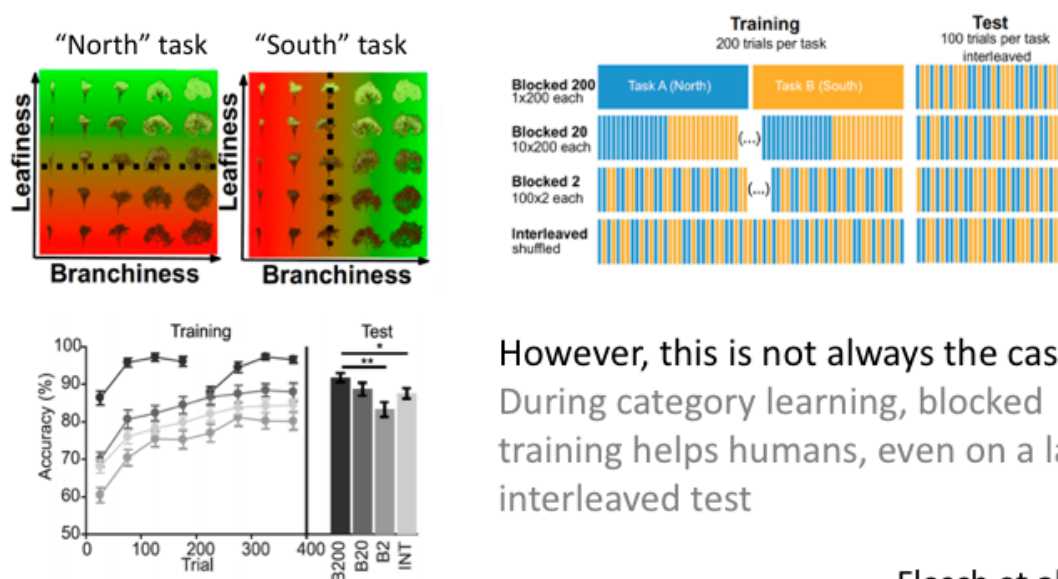 “North” task
“South” task
Leafiness
Branchiness
Leafiness
Branchiness
Training
200 trials per task
Test
100 trials per task
interleaved
Blocked 200
1x200 each
Task A (North)
Task B (South)
Blocked 20
10x200 each
(...)
Blocked 2
100x2 each
(...)
Interleaved
shuffled
Training
Test
Accuracy (%)
100
90
80
70
60
50
*
**
0
100
200
300
400
Trial
B200
B20
B2
INT
However, this is not always the cas
During category learning, blocked
training helps humans, even on a la
interleaved test